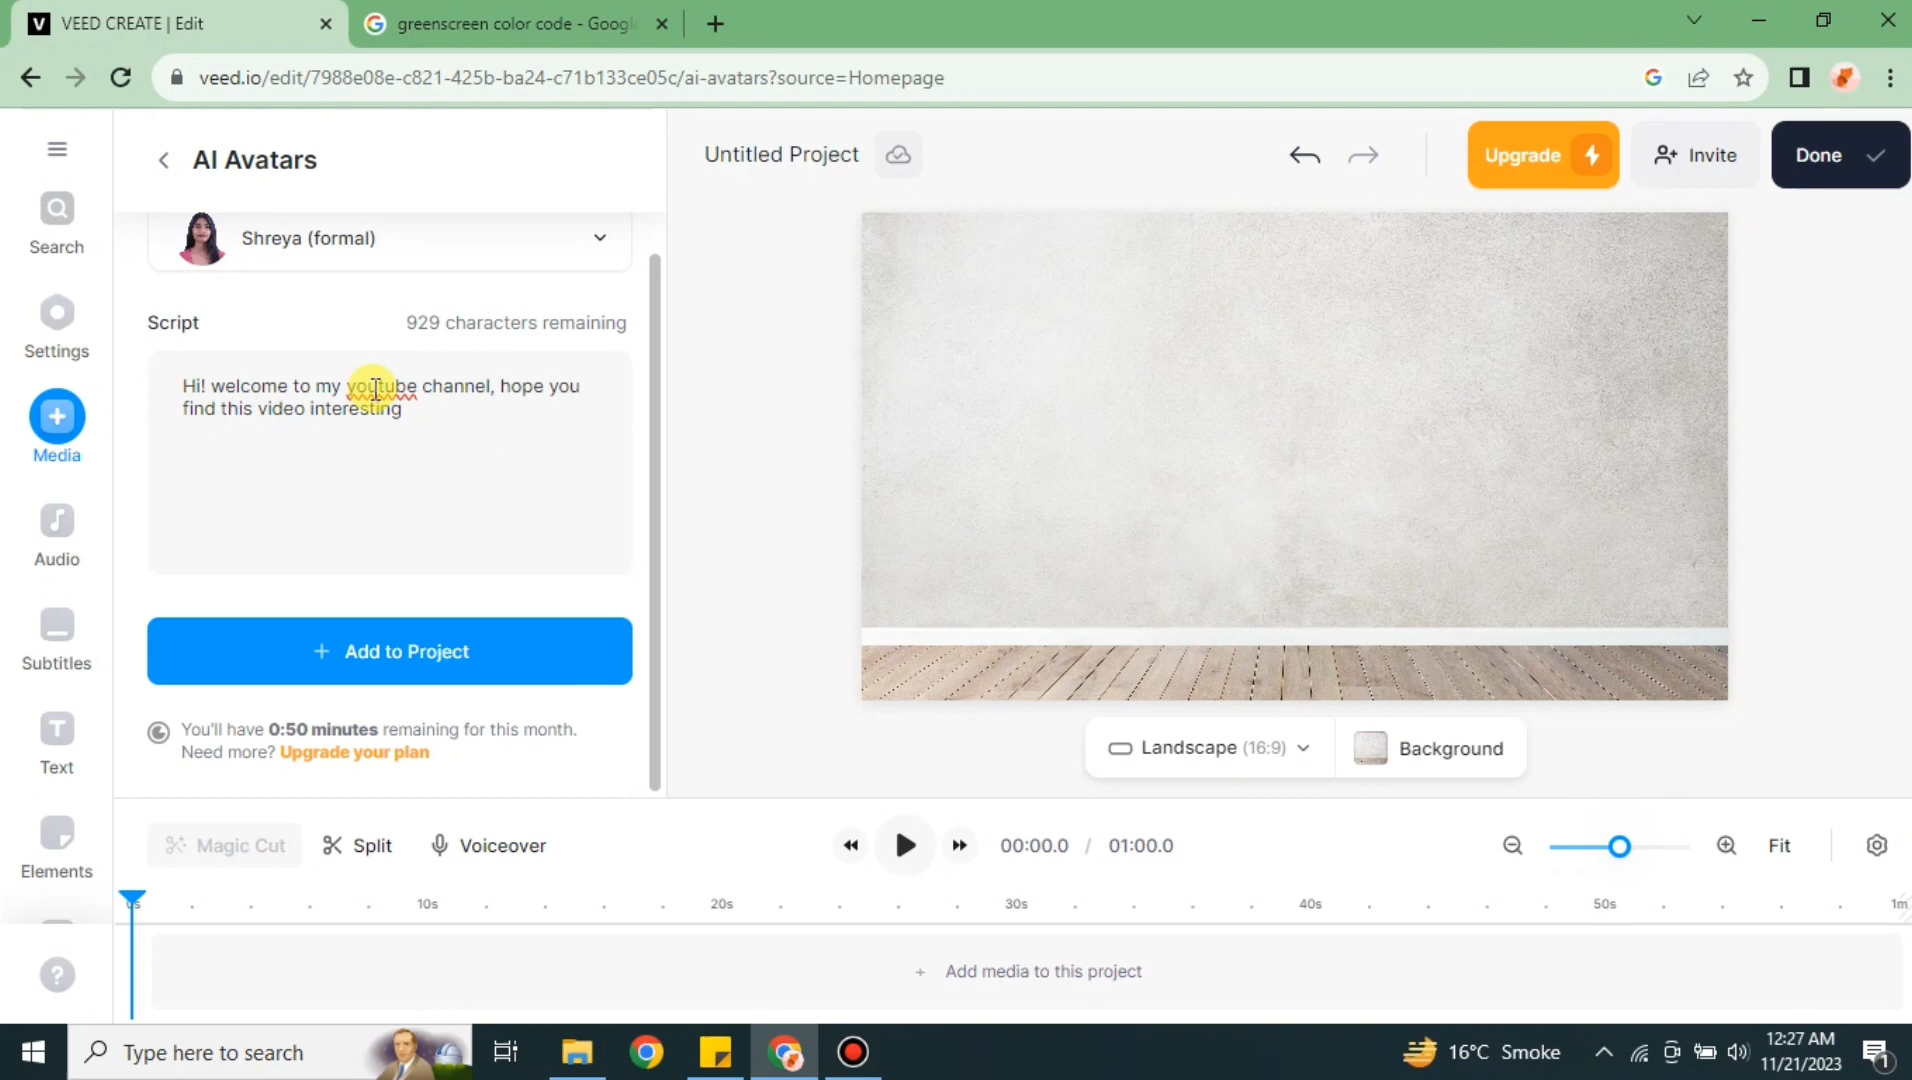 VEED CREATE | Edit
greenscreen color code - Googl
veed.io/edit/7988e08e-c821-425b-ba24-c71b133ce05c/ai-avatars?source=Homepage
AI Avatars
Untitled Project
Upgrade
Invite
Done
Search
Settings
Media
Audio
Subtitles
Text
Elements
Shreya (formal)
Script
929 characters remaining
Hi! welcome to my youtube channel, hope you
find this video interesting
Add to Project
You'll have 0:50 minutes remaining for this month.
Need more? Upgrade your plan
Landscape (16:9)
Background
Magic Cut
Split
Voiceover
00:00.0 / 01:00.0
Fit
10s
20s
30s
40s
50s
1m
+ Add media to this project
Type here to search
16°C Smoke
12:27 AM
11/21/2023
1